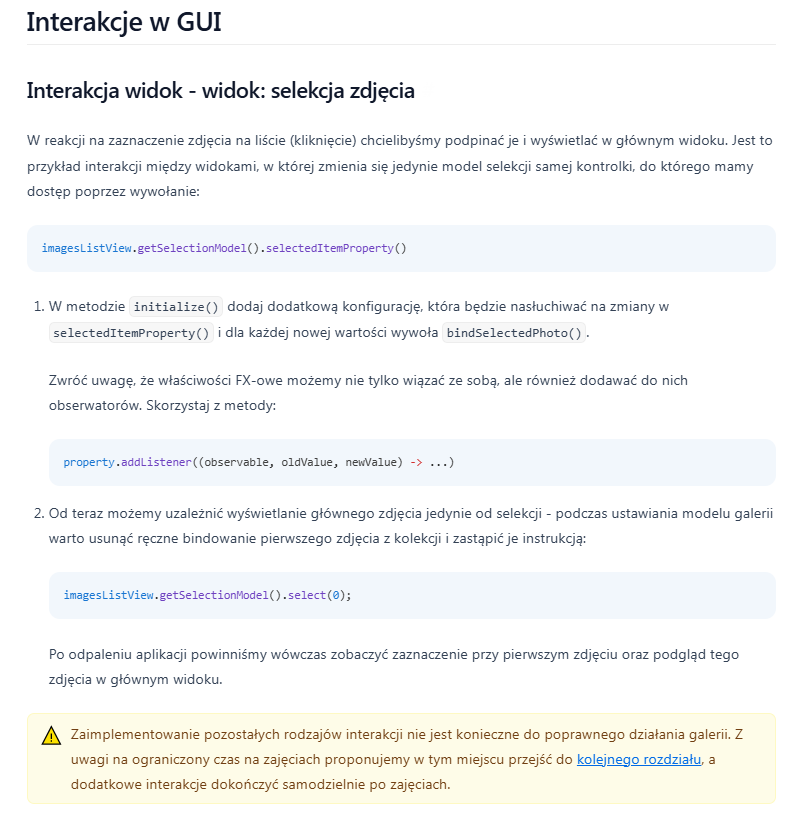 Interakcje w GUI
Interakcja widok - widok: selekcja zdjęcia
W reakcji na zaznaczenie zdjęcia na liście (kliknięcie) chcielibyśmy podpinać je i wyświetlać w głównym widoku. Jest to
przykład interakcji między widokami, w której zmienia się jedynie model selekcji samej kontrolki, do którego mamy
dostęp poprzez wywołanie:
imagesListView.getSelectionModel().selectedItemProperty()
1. W metodzie initialize() dodaj dodatkową konfigurację, która będzie nasłuchiwać na zmiany w
selectedItemProperty() i dla każdej nowej wartości wywoła bindSelectedPhoto().
Zwróć uwagę, że właściwości FX-owe możemy nie tylko wiązać ze sobą, ale również dodawać do nich
obserwatorów. Skorzystaj z metody:
property.addListener((observable, oldValue, newValue) -> ...)
2. Od teraz możemy uzależnić wyświetlanie głównego zdjęcia jedynie od selekcji - podczas ustawiania modelu galerii
warto usunąć ręczne bindowanie pierwszego zdjęcia z kolekcji i zastąpić je instrukcją:
imagesListView.getSelectionModel().select(0);
Po odpaleniu aplikacji powinniśmy wówczas zobaczyć zaznaczenie przy pierwszym zdjęciu oraz podgląd tego
zdjęcia w głównym widoku.
Zaimplementowanie pozostałych rodzajów interakcji nie jest konieczne do poprawnego działania galerii. Z
uwagi na ograniczony czas na zajęciach proponujemy w tym miejscu przejść do kolejnego rozdziału, a
dodatkowe interakcje dokończyć samodzielnie po zajęciach.